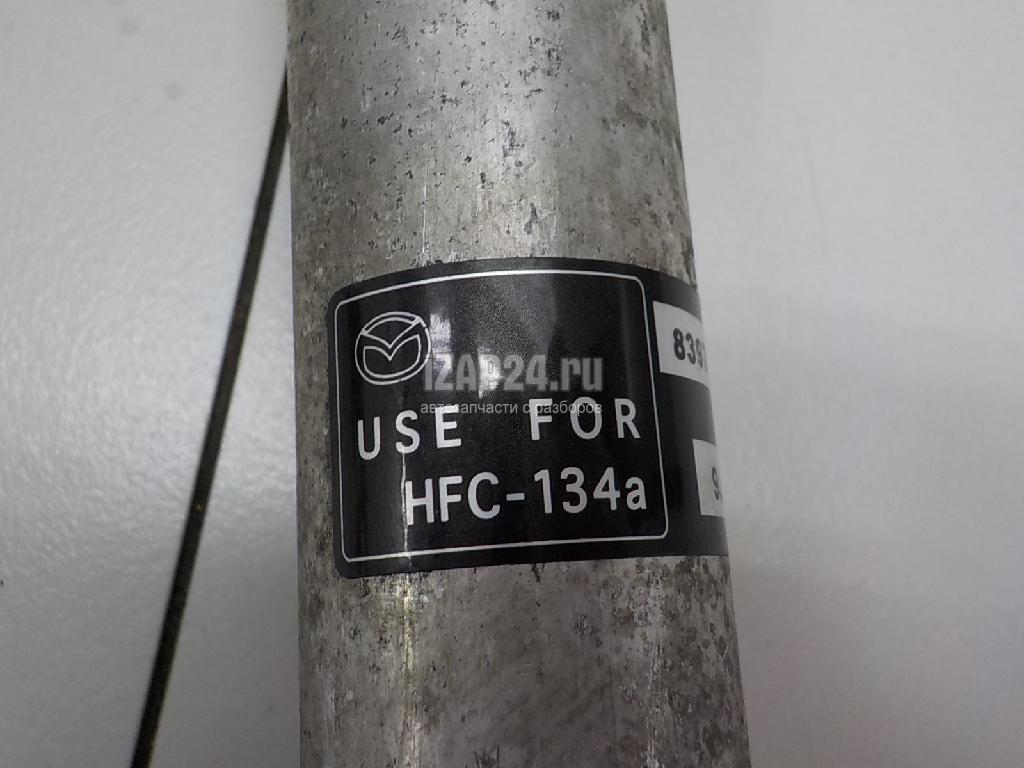 IZAP24.ru
автозапчасти с разборов
USE FOR
HFC-134a